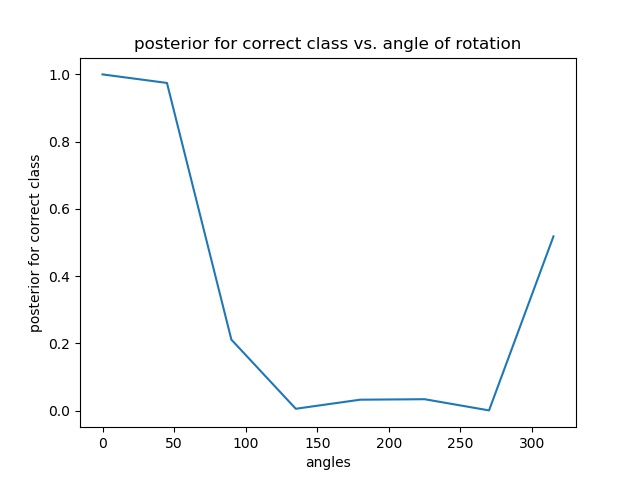 posterior for correct class vs. angle of rotation
1.0
0.8
0.6
0.4
0.2
0.0
posterior for correct class
0 50 100 150 200 250 300
angles